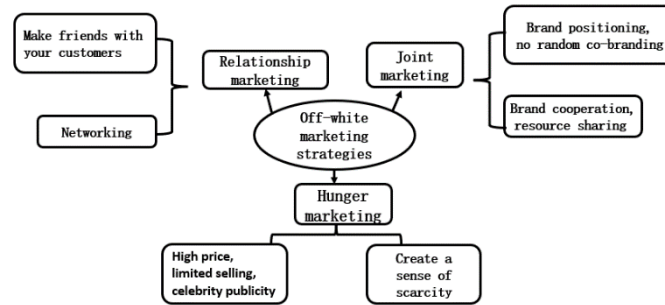 Make friends with
your customers
Networking
Relationship
marketing
Off-white
marketing
strategies
Joint
marketing
Brand positioning,
no random co-branding
Brand cooperation,
resource sharing
Hunger
marketing
High price,
limited selling,
celebrity publicity
Create a
sense of
scarcity